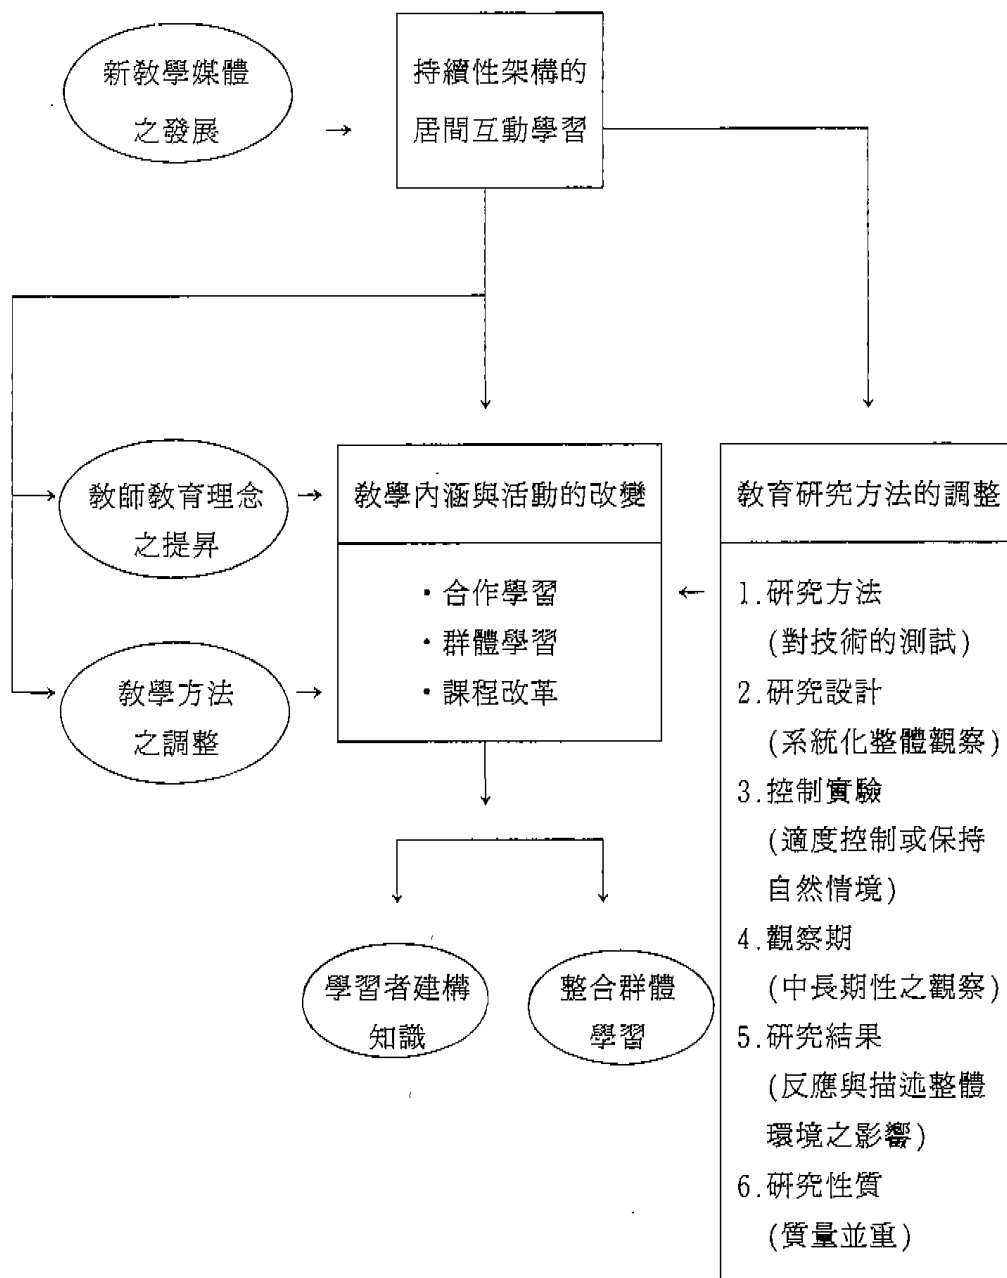 新教學媒體
之發展
→
持續性架構的
居間互動學習
教師教育理念
之提昇
→
教學方法
之調整
→
教學內涵與活動的改變
・合作學習
・群體學習
・課程改革
←
教育研究方法的調整
1.研究方法
(對技術的測試)
2.研究設計
(系統化整體觀察)
3.控制實驗
(適度控制或保持
自然情境)
4.觀察期
(中長期性之觀察)
5.研究結果
(反應與描述整體
環境之影響)
6.研究性質
(質量並重)
學習者建構
知識
整合群體
學習